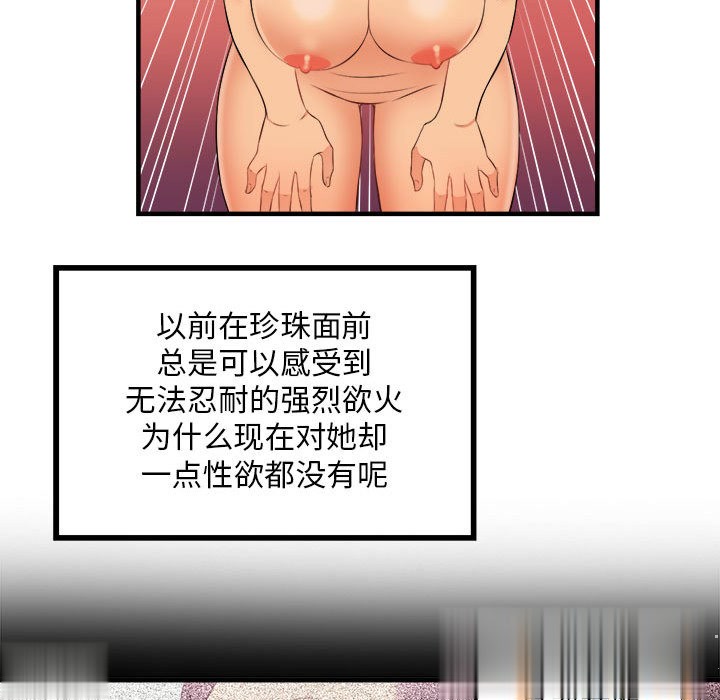 以前在珍珠面前
总是可以感受到
无法忍耐的强烈欲火
为什么现在对她却
一点性欲都没有呢